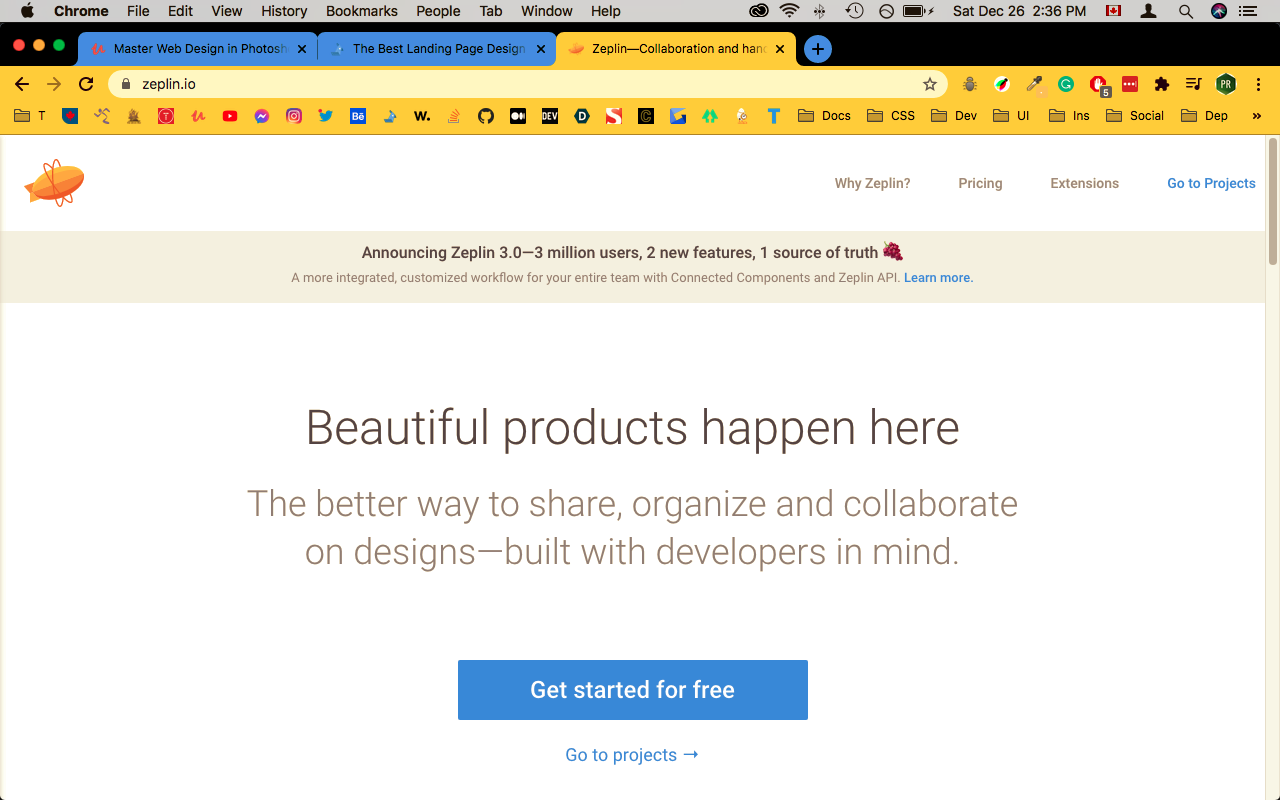 Chrome File Edit View History Bookmarks People Tab Window Help Sat Dec 26 2:36 PM
Master Web Design in Photosh The Best Landing Page Design Zeplin—Collaboration and hand
zeplin.io 5 PR
T Bē W. DEV D Docs CSS Dev UI Ins Social Dep »
Why Zeplin? Pricing Extensions Go to Projects
Announcing Zeplin 3.0—3 million users, 2 new features, 1 source of truth 🍇
A more integrated, customized workflow for your entire team with Connected Components and Zeplin API. Learn more.
Beautiful products happen here
The better way to share, organize and collaborate
on designs—built with developers in mind.
Get started for free
Go to projects →